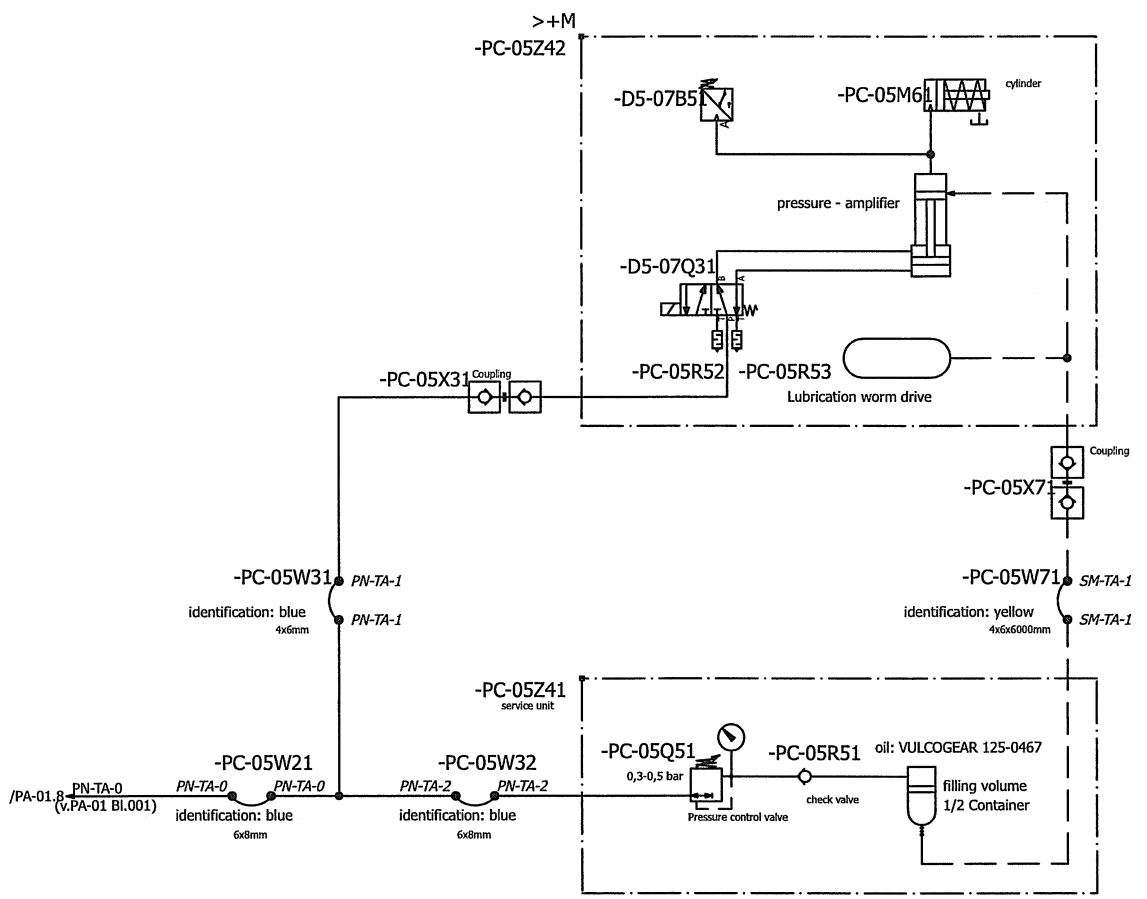 >+M
-PC-05Z42
-D5-07B51
A
-PC-05M61
cylinder
pressure - amplifier
-D5-07Q31
B
A
T
P
T
-PC-05R52
-PC-05R53
Lubrication worm drive
-PC-05X31
Coupling
Coupling
-PC-05X71
-PC-05W31
PN-TA-1
identification: blue
4x6mm
PN-TA-1
-PC-05W71
SM-TA-1
identification: yellow
4x6x6000mm
SM-TA-1
-PC-05Z41
service unit
-PC-05Q51
0,3-0,5 bar
Pressure control valve
-PC-05R51
check valve
oil: VULCOGEAR 125-0467
filling volume
1/2 Container
-PC-05W21
-PC-05W32
/PA-01.8
PN-TA-0
(v.PA-01 Bl.001)
PN-TA-0
PN-TA-0
PN-TA-2
PN-TA-2
identification: blue
6x8mm
identification: blue
6x8mm